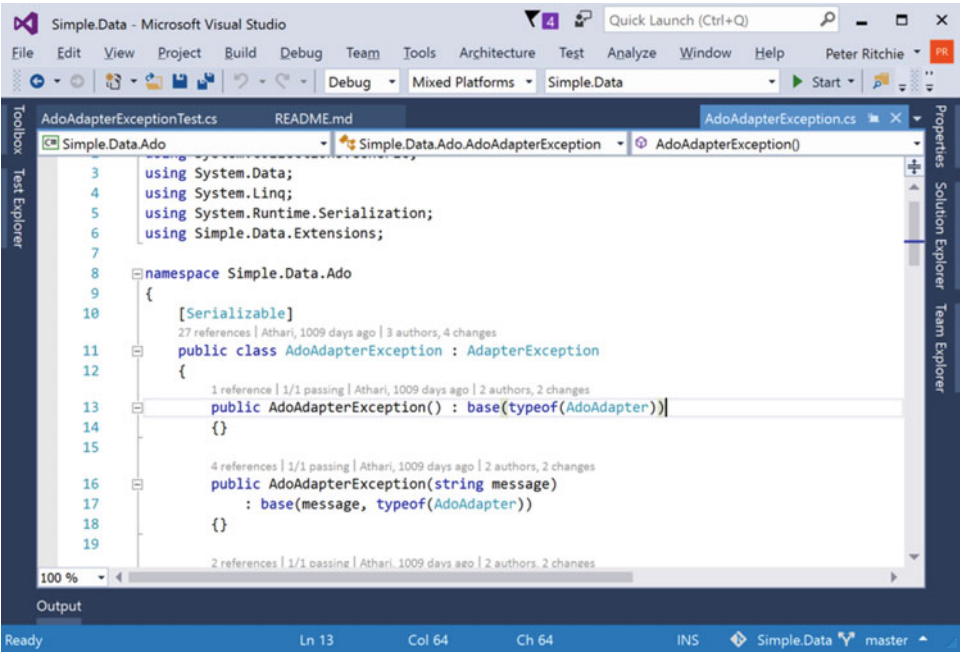 Simple.Data - Microsoft Visual Studio
4
Quick Launch (Ctrl+Q)
File Edit View Project Build Debug Team Tools Architecture Test Analyze Window Help Peter Ritchie PR
Debug Mixed Platforms Simple.Data Start
Toolbox
Test Explorer
AdoAdapterExceptionTest.cs README.md AdoAdapterException.cs
C# Simple.Data.Ado Simple.Data.Ado.AdoAdapterException AdoAdapterException()
3 using System.Data;
4 using System.Linq;
5 using System.Runtime.Serialization;
6 using Simple.Data.Extensions;
7
8 namespace Simple.Data.Ado
9 {
10 [Serializable]
27 references | Athari, 1009 days ago | 3 authors, 4 changes
11 public class AdoAdapterException : AdapterException
12 {
1 reference | 1/1 passing | Athari, 1009 days ago | 2 authors, 2 changes
13 public AdoAdapterException() : base(typeof(AdoAdapter))
14 {}
15
4 references | 1/1 passing | Athari, 1009 days ago | 2 authors, 2 changes
16 public AdoAdapterException(string message)
17 : base(message, typeof(AdoAdapter))
18 {}
19
2 references | 1/1 passing | Athari, 1009 days ago | 2 authors, 2 changes
100 %
Properties
Solution Explorer
Team Explorer
Output
Ready Ln 13 Col 64 Ch 64 INS Simple.Data master